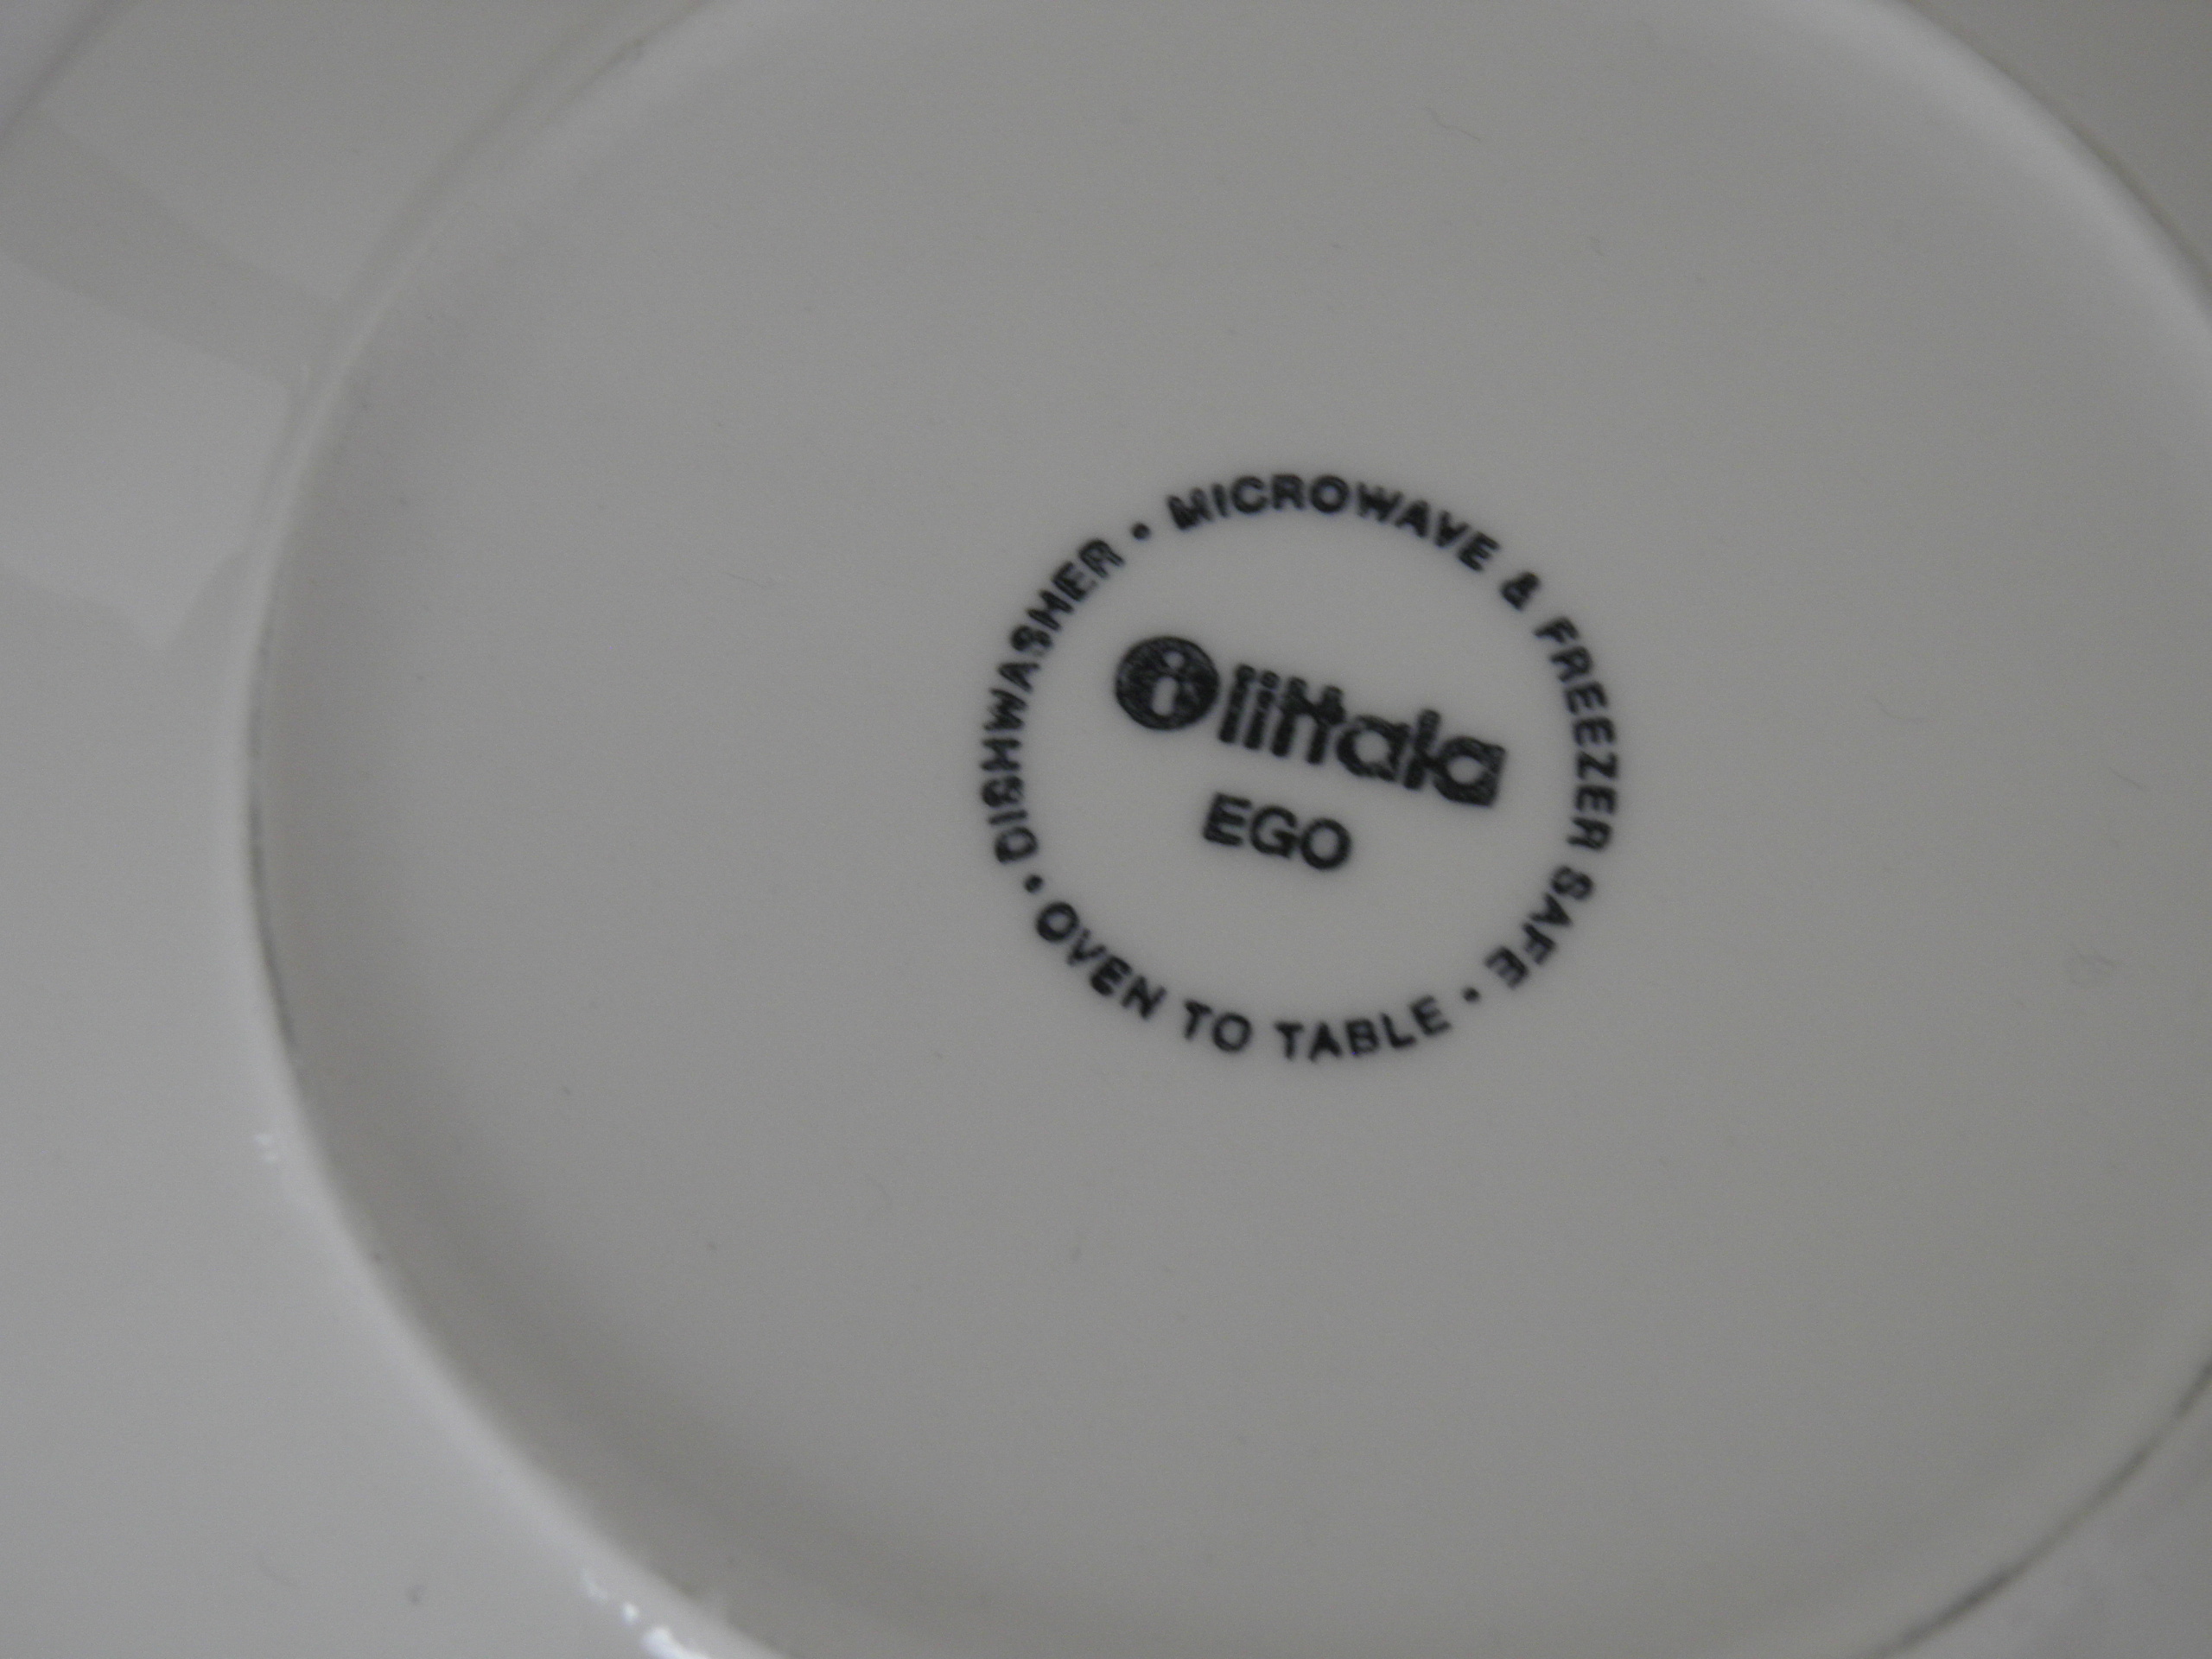 DISHWASHER • MICROWAVE & FREEZER SAFE • OVEN TO TABLE •
i iittala
EGO